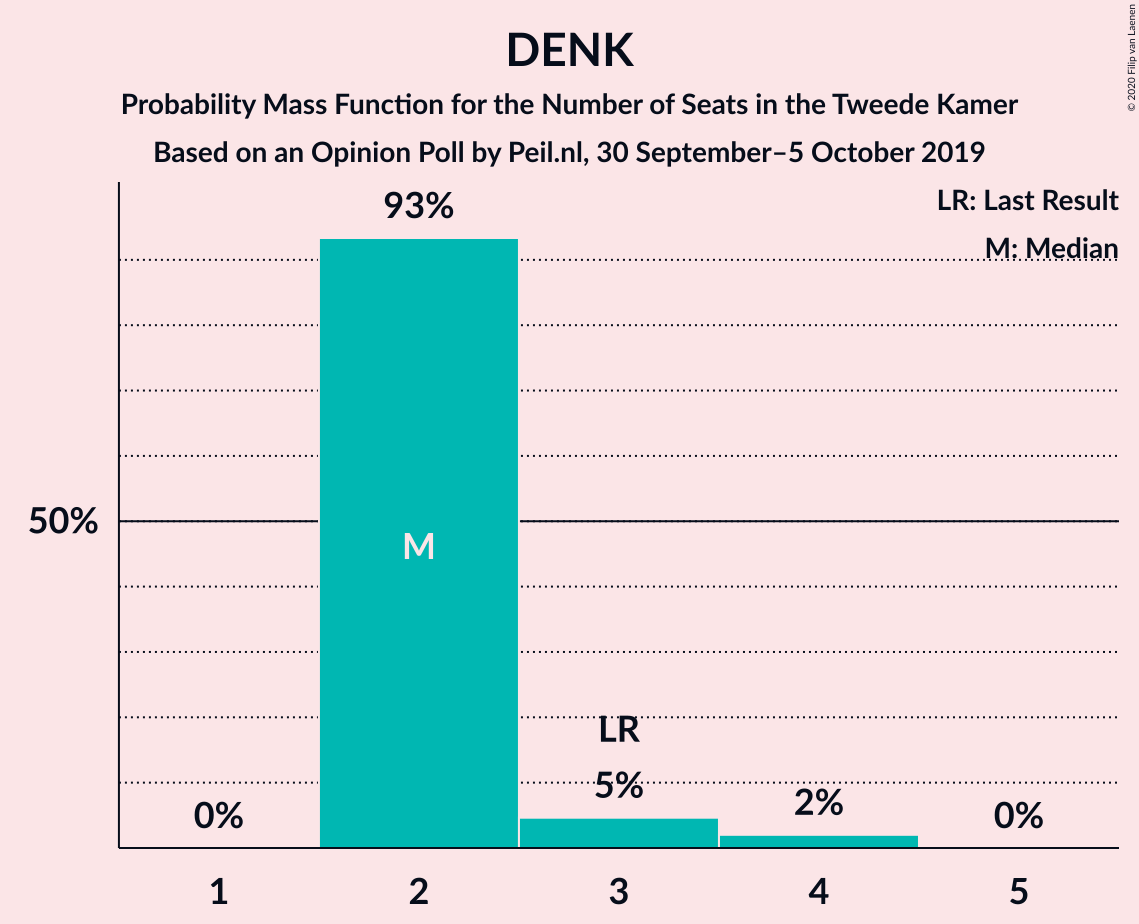 DENK
Probability Mass Function for the Number of Seats in the Tweede Kamer
Based on an Opinion Poll by Peil.nl, 30 September–5 October 2019
© 2020 Filip van Laenen
LR: Last Result
M: Median
93%
50%
M
LR
5%
2%
0%
0%
1 2 3 4 5